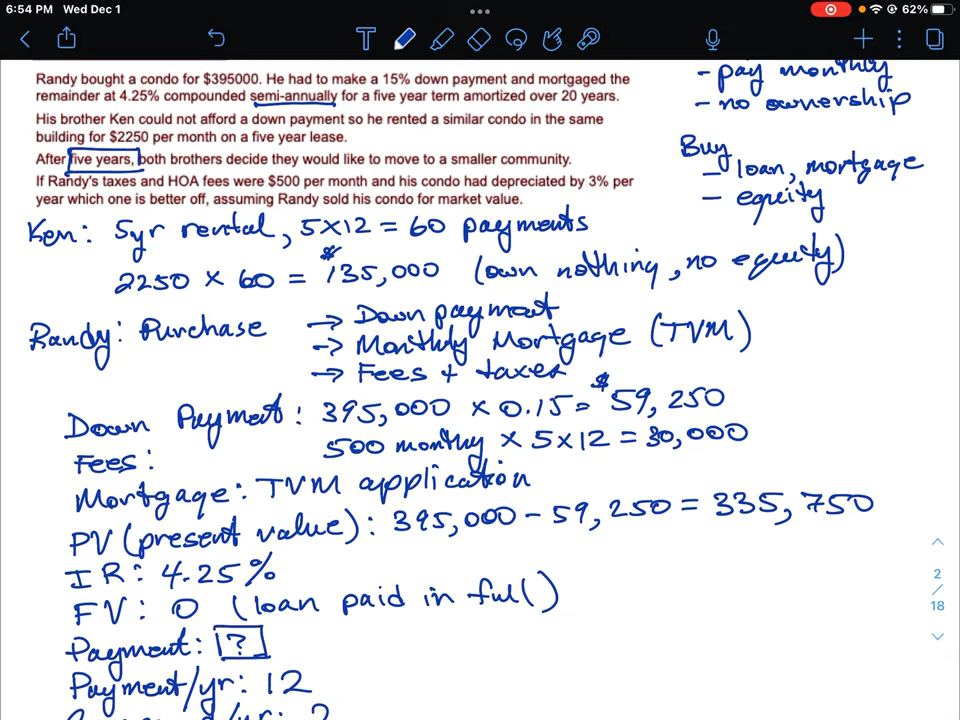 6:54 PM Wed Dec 1
62%
Randy bought a condo for $395000. He had to make a 15% down payment and mortgaged the
remainder at 4.25% compounded semi-annually for a five year term amortized over 20 years.
His brother Ken could not afford a down payment so he rented a similar condo in the same
building for $2250 per month on a five year lease.
After five years, both brothers decide they would like to move to a smaller community.
If Randy's taxes and HOA fees were $500 per month and his condo had depreciated by 3% per
year which one is better off, assuming Randy sold his condo for market value.
- pay monthly
- no ownership
Buy
- loan, mortgage
- equity
Ken: 5yr rental, 5×12 = 60 payments
2250 × 60 = $135,000 (own nothing, no equity)
Randy: Purchase → Down payment
→ Monthly Mortgage (TVM)
→ Fees + taxes
Down Payment: 395,000 × 0.15 = $59,250
Fees: 500 monthly × 5×12 = 30,000
Mortgage: TVM application
PV (present value): 395,000 - 59,250 = 335,750
IR: 4.25%
FV: 0 (loan paid in full)
Payment: ?
Payment/yr: 12
2
/
18